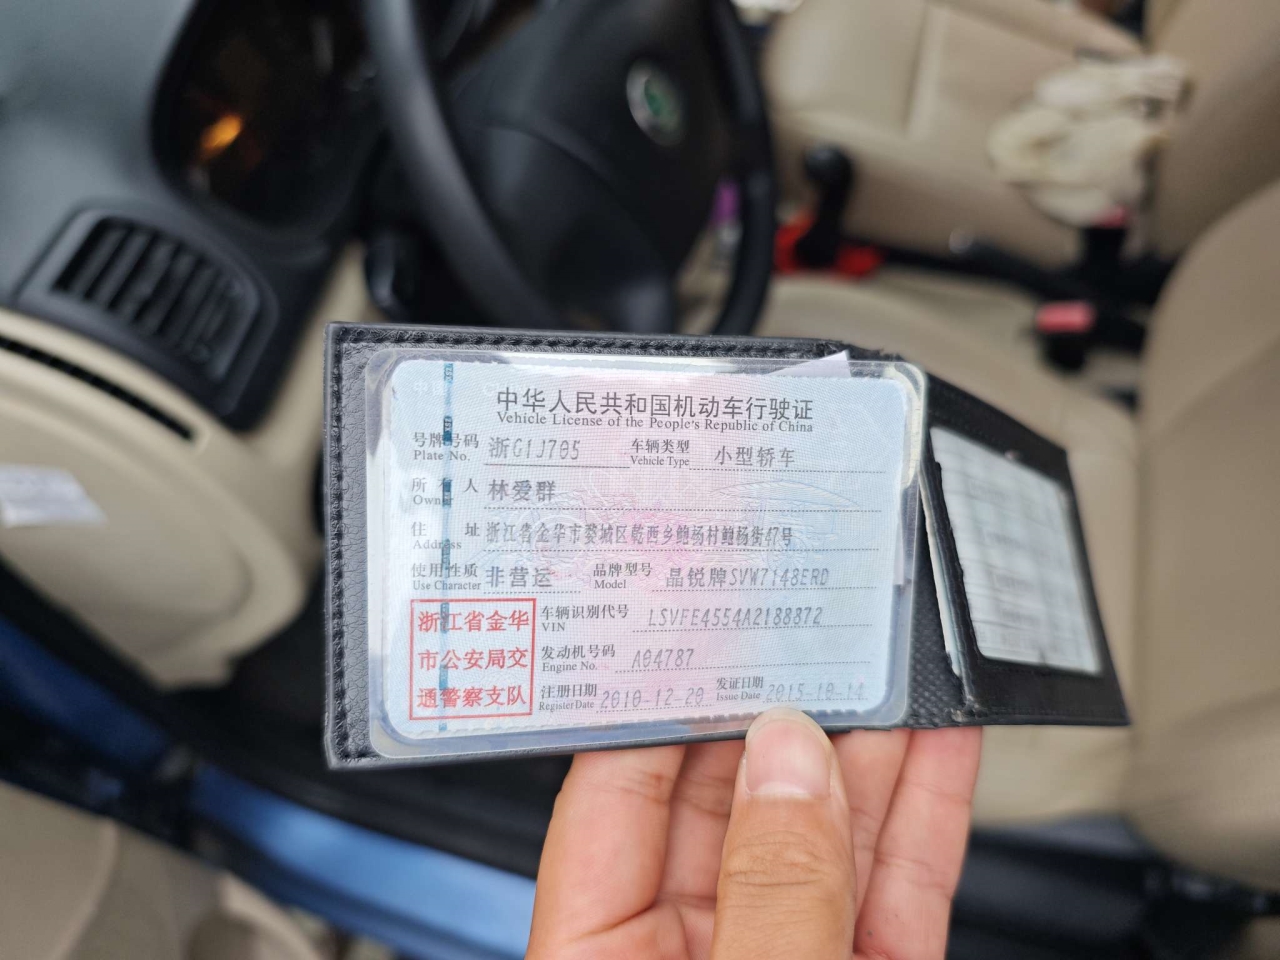 中华人民共和国机动车行驶证
Vehicle License of the People's Republic of China
号牌号码 浙G1J705 车辆类型 小型轿车
Plate No. Vehicle Type
所有人 林爱群
Owner
住址 浙江省金华市婺城区乾西乡鲍杨村鲍杨街47号
Address
使用性质 非营运 品牌型号 晶锐牌SVW7148ERD
Use Character Model
浙江省金华
市公安局交
通警察支队
车辆识别代号 LSVFE4554A2188872
VIN
发动机号码 A04787
Engine No.
注册日期 2010-12-20 发证日期 2015-10-14
Register Date Issue Date